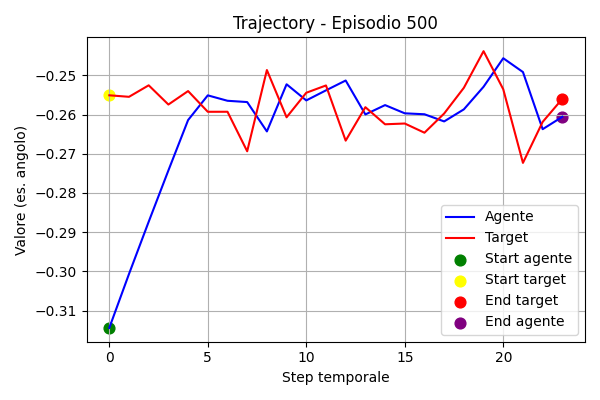 Trajectory - Episodio 500
Valore (es. angolo)
−0.25
−0.26
−0.27
−0.28
−0.29
−0.30
−0.31
0
5
10
15
20
Step temporale
Agente
Target
Start agente
Start target
End target
End agente